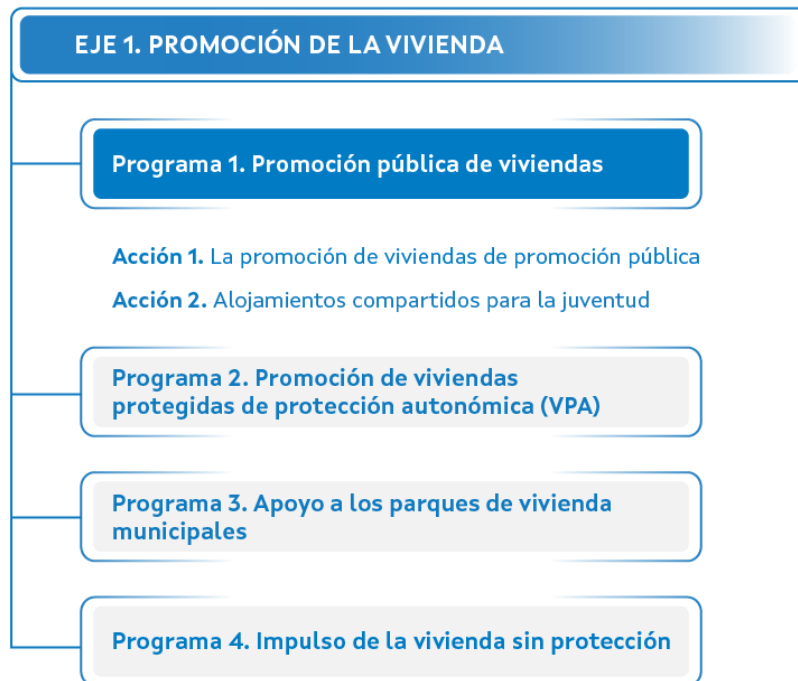 EJE 1. PROMOCIÓN DE LA VIVIENDA
Programa 1. Promoción pública de viviendas
Acción 1. La promoción de viviendas de promoción pública
Acción 2. Alojamientos compartidos para la juventud
Programa 2. Promoción de viviendas
protegidas de protección autonómica (VPA)
Programa 3. Apoyo a los parques de vivienda
municipales
Programa 4. Impulso de la vivienda sin protección